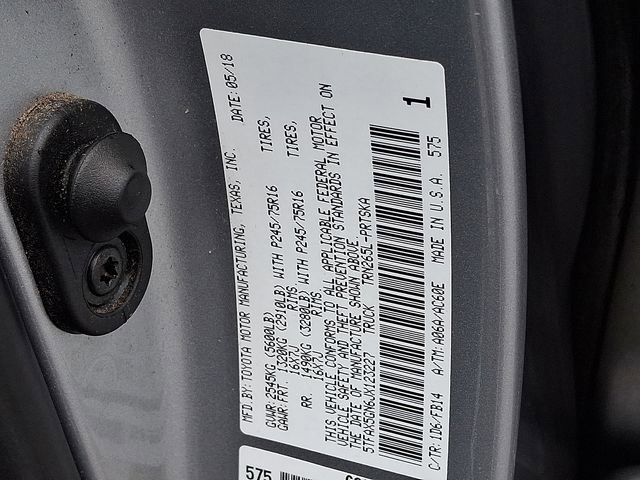 MFD.BY: TOYOTA MOTOR MANUFACTURING, TEXAS, INC. DATE: 05/18
GVWR: 2545KG (5600LB)
GAWR: FRT. 1320KG (2910LB) WITH P245/75R16 TIRES,
16X7J RIMS
RR. 1490KG (3280LB) WITH P245/75R16 TIRES,
16X7J RIMS
THIS VEHICLE CONFORMS TO ALL APPLICABLE FEDERAL MOTOR
VEHICLE SAFETY AND THEFT PREVENTION STANDARDS IN EFFECT ON
THE DATE OF MANUFACTURE SHOWN ABOVE.
5TFAX5GN6JX123227 TRUCK TRN265L-PRTSKA
C/TR: 1D6/FB14 A/TM: A06A/AC60E MADE IN U.S.A. 575
1
575